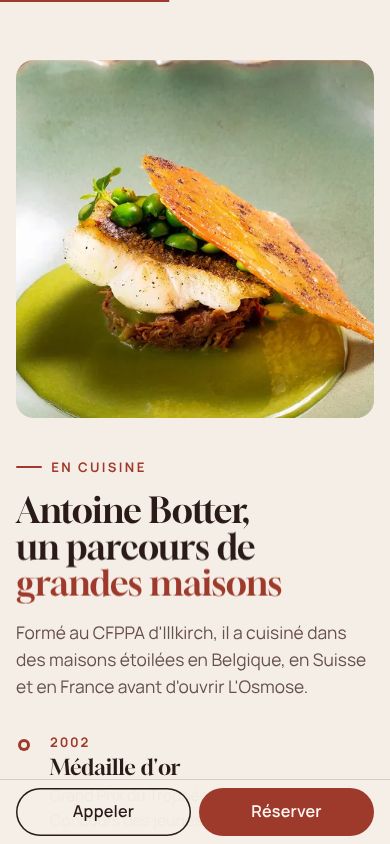 EN CUISINE
Antoine Botter,
un parcours de
grandes maisons
Formé au CFPPA d'Illkirch, il a cuisiné dans
des maisons étoilées en Belgique, en Suisse
et en France avant d'ouvrir L'Osmose.
2002
Médaille d'or
Appeler
Réserver